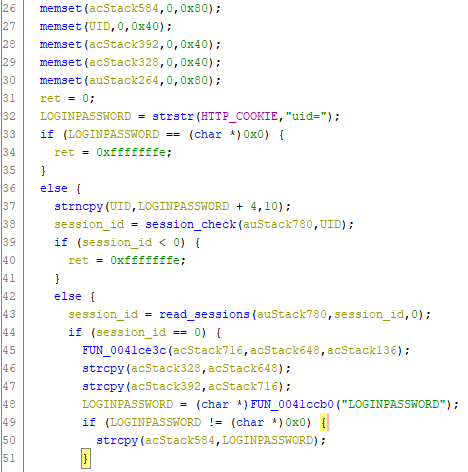 26 memset(acStack584,0,0x80);
27 memset(UID,0,0x40);
28 memset(acStack392,0,0x40);
29 memset(acStack328,0,0x40);
30 memset(auStack264,0,0x80);
31 ret = 0;
32 LOGINPASSWORD = strstr(HTTP_COOKIE,"uid=");
33 if (LOGINPASSWORD == (char *)0x0) {
34 ret = 0xfffffffe;
35 }
36 else {
37 strncpy(UID,LOGINPASSWORD + 4,10);
38 session_id = session_check(auStack780,UID);
39 if (session_id < 0) {
40 ret = 0xfffffffe;
41 }
42 else {
43 session_id = read_sessions(auStack780,session_id,0);
44 if (session_id == 0) {
45 FUN_0041ce3c(acStack716,acStack648,acStack136);
46 strcpy(acStack328,acStack648);
47 strcpy(acStack392,acStack716);
48 LOGINPASSWORD = (char *)FUN_0041ccb0("LOGINPASSWORD");
49 if (LOGINPASSWORD != (char *)0x0) {
50 strcpy(acStack584,LOGINPASSWORD);
51 }